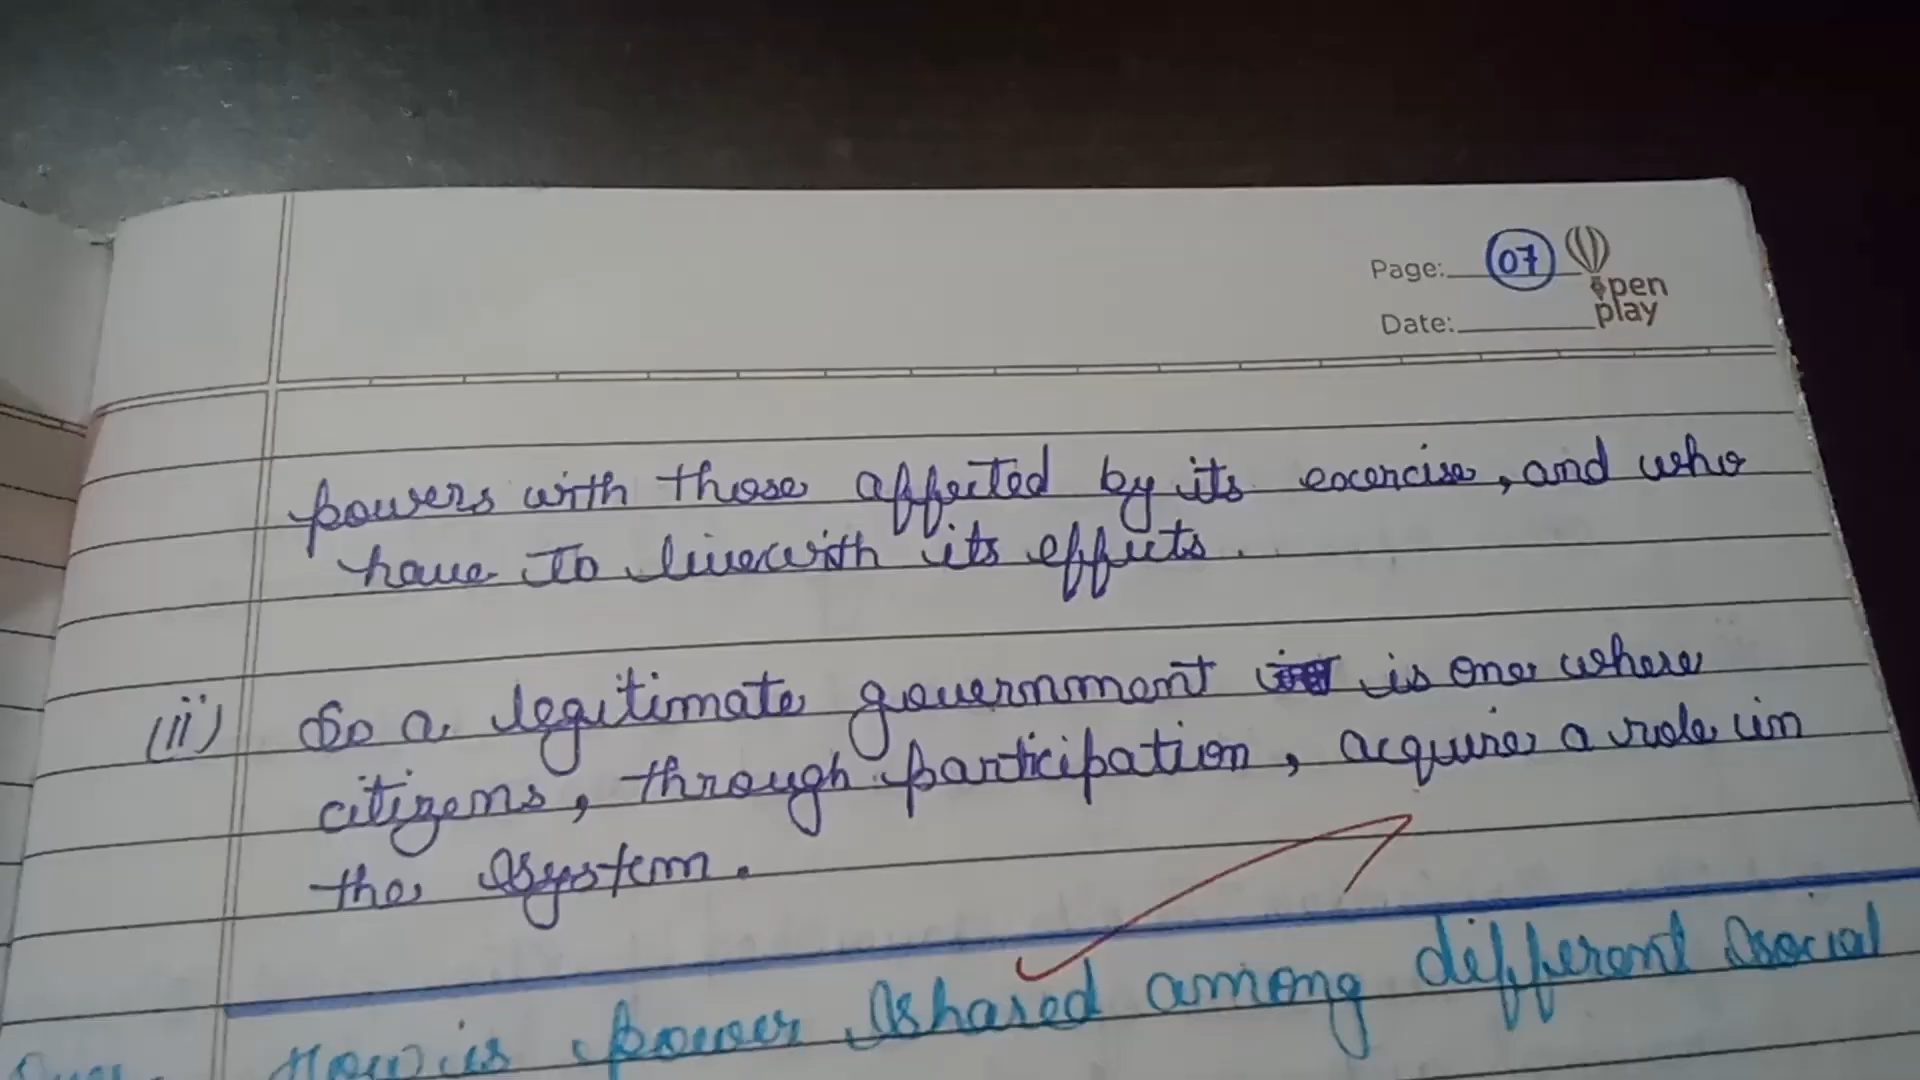 Page: 07
open
play
Date:
powers with those affected by its exercise, and who
have to live with its effects.
(ii) So a legitimate government is one where
citizens, through participation, acquire a role in
the system.
How is power shared among different social